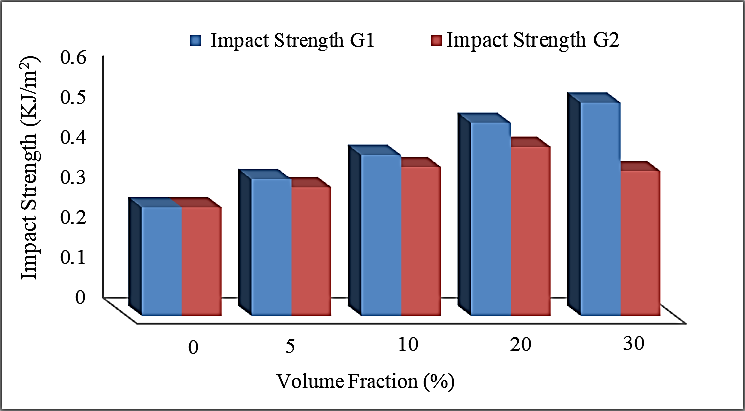 Impact Strength G1 Impact Strength G2
Impact Strength (KJ/m²)
0.6
0.5
0.4
0.3
0.2
0.1
0
0 5 10 20 30
Volume Fraction (%)